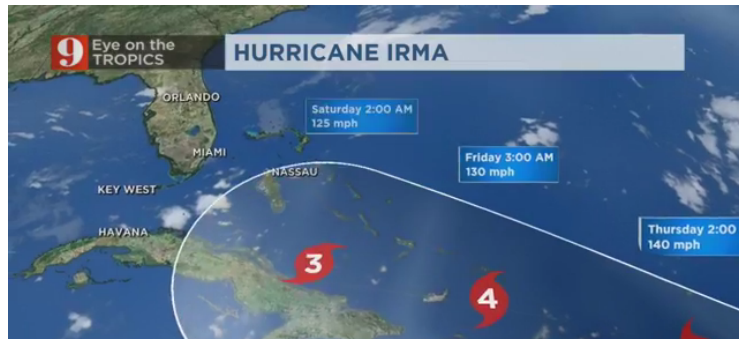 9
Eye on the
TROPICS
HURRICANE IRMA
ORLANDO
Saturday 2:00 AM
125 mph
MIAMI
Friday 3:00 AM
130 mph
NASSAU
KEY WEST
HAVANA
Thursday 2:00
140 mph
3
4